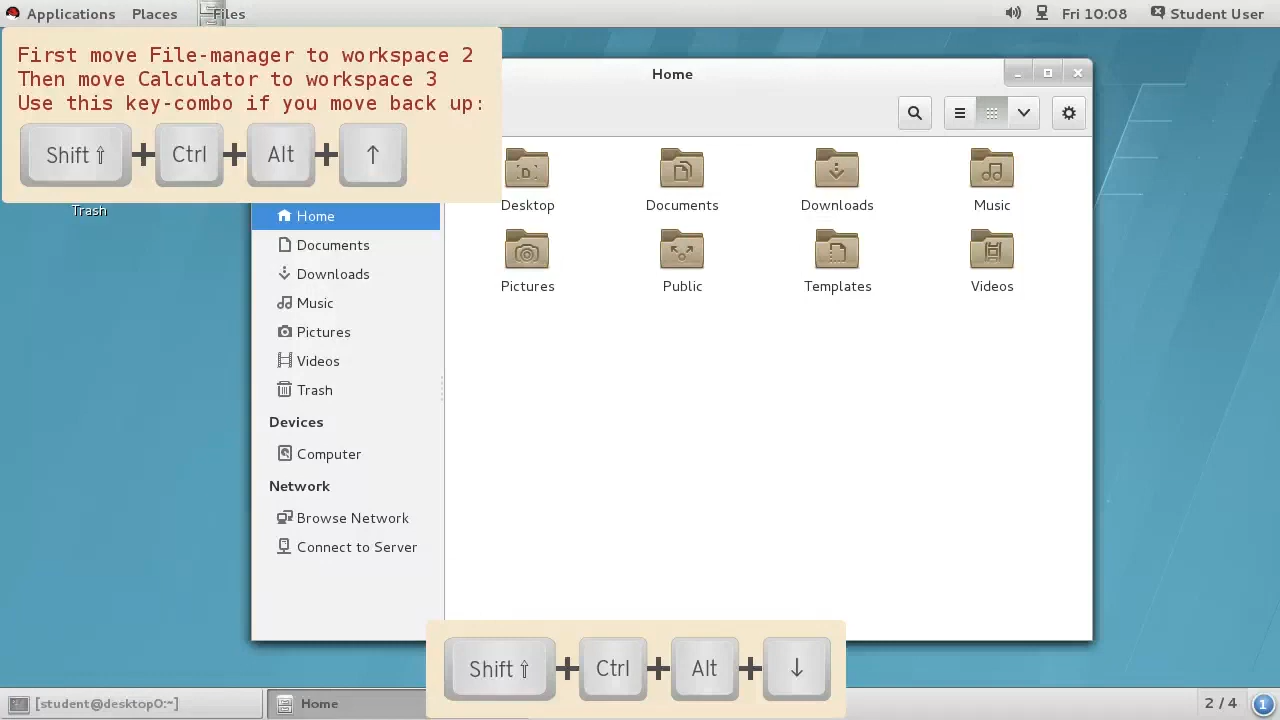 Applications Places Files Fri 10:08 Student User
First move File-manager to workspace 2
Then move Calculator to workspace 3
Use this key-combo if you move back up:
Shift ⇧ + Ctrl + Alt + ↑
Home
Trash
Desktop Documents Downloads Music
Pictures Public Templates Videos
Home
Documents
Downloads
Music
Pictures
Videos
Trash
Devices
Computer
Network
Browse Network
Connect to Server
Shift ⇧ + Ctrl + Alt + ↓
[student@desktop0:~] Home 2 / 4 1